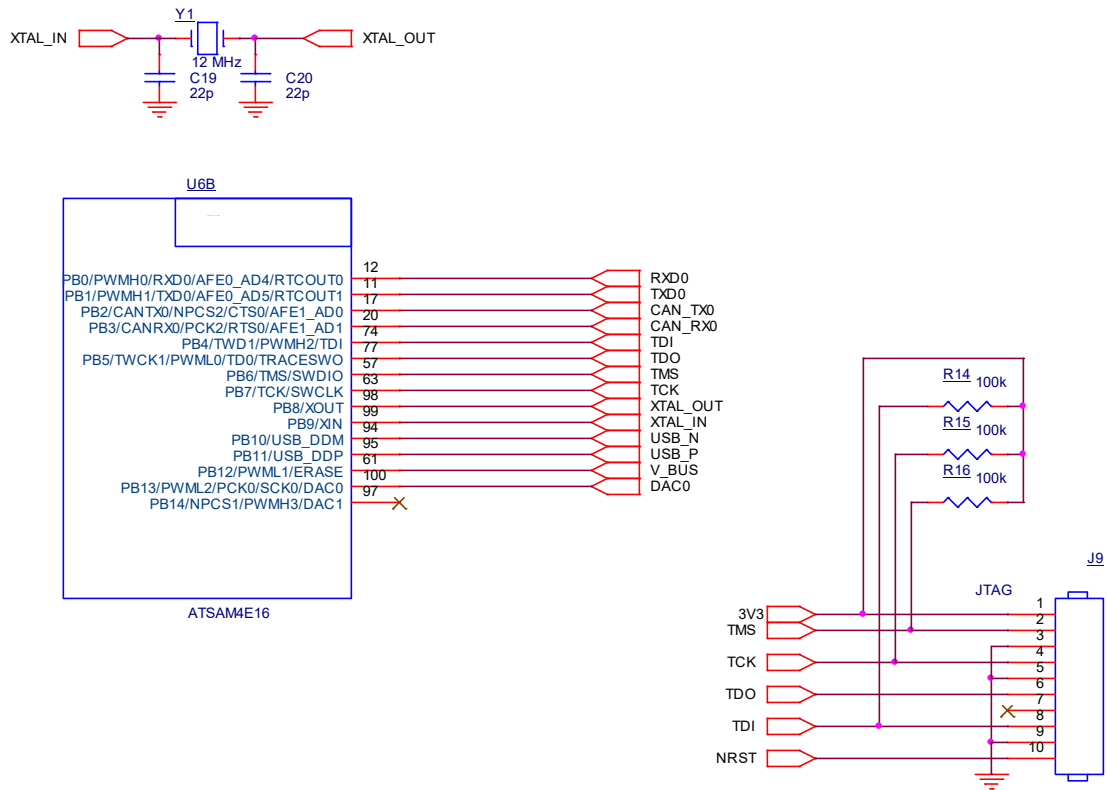 Y1
XTAL_IN
XTAL_OUT
12 MHz
C19
22p
C20
22p
U6B
PB0/PWMH0/RXD0/AFE0_AD4/RTCOUT0 12 RXD0
PB1/PWMH1/TXD0/AFE0_AD5/RTCOUT1 11 TXD0
PB2/CANTX0/NPCS2/CTS0/AFE1_AD0 17 CAN_TX0
PB3/CANRX0/PCK2/RTS0/AFE1_AD1 20 CAN_RX0
PB4/TWD1/PWMH2/TDI 74 TDI
PB5/TWCK1/PWML0/TD0/TRACESWO 77 TDO
PB6/TMS/SWDIO 57 TMS
PB7/TCK/SWCLK 63 TCK
PB8/XOUT 98 XTAL_OUT
PB9/XIN 99 XTAL_IN
PB10/USB_DDM 94 USB_N
PB11/USB_DDP 95 USB_P
PB12/PWML1/ERASE 61 V_BUS
PB13/PWML2/PCK0/SCK0/DAC0 100 DAC0
PB14/NPCS1/PWMH3/DAC1 97
ATSAM4E16
R14 100k
R15 100k
R16 100k
J9
JTAG
3V3 1
TMS 2
3
TCK 4
5
TDO 6
7
TDI 8
9
NRST 10